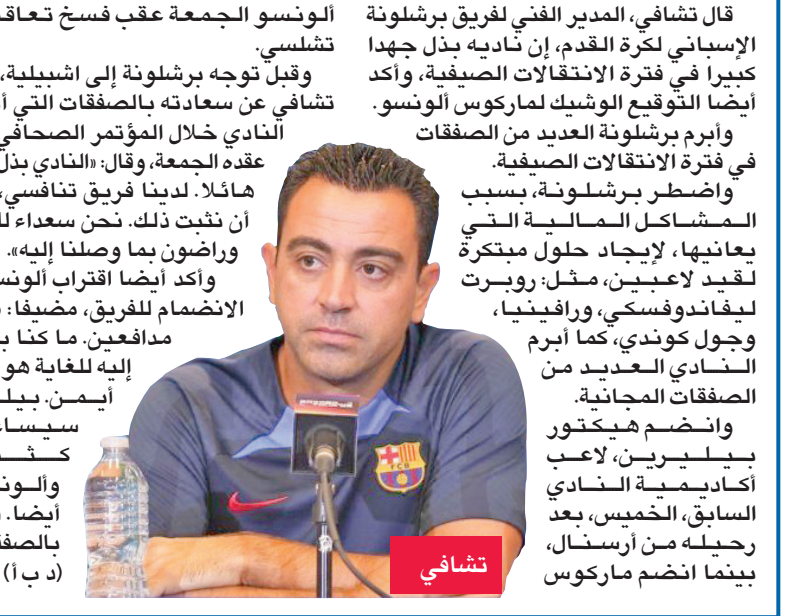 قال تشافي، المدير الفني لفريق برشلونة
الإسباني لكرة القدم، إن ناديه بذل جهدا
كبيرا في فترة الانتقالات الصيفية، وأكد
أيضا التوقيع الوشيك لماركوس ألونسو.
وأبرم برشلونة العديد من الصفقات
في فترة الانتقالات الصيفية.
واضطر برشلونة، بسبب
المشاكل المالية التي
يعانيها، لإيجاد حلول مبتكرة
لقيد لاعبين، مثل: روبرت
ليفاندوفسكي، ورافينيا،
وجول كوندي، كما أبرم
النادي العديد من
الصفقات المجانية.
وانضم هيكتور
بيليرين، لاعب
أكاديمية النادي
السابق، الخميس، بعد
رحيله من أرسنال،
بينما انضم ماركوس
ألونسو الجمعة عقب فسخ
تشلسي.
وقبل توجه برشلونة إلى اشبيلية،
تشافي عن سعادته بالصفقات التي
النادي خلال المؤتمر الصحافي
عقده الجمعة، وقال: «النادي بذل
هائلا. لدينا فريق تنافسي،
أن نثبت ذلك. نحن سعداء
وراضون بما وصلنا إليه».
وأكد أيضا اقتراب
الانضمام للفريق، مضيفا:
مدافعين. ما كنا
إليه للغاية هو
أيمن.
أيضا.
(د ب أ)
تشافي
FCB